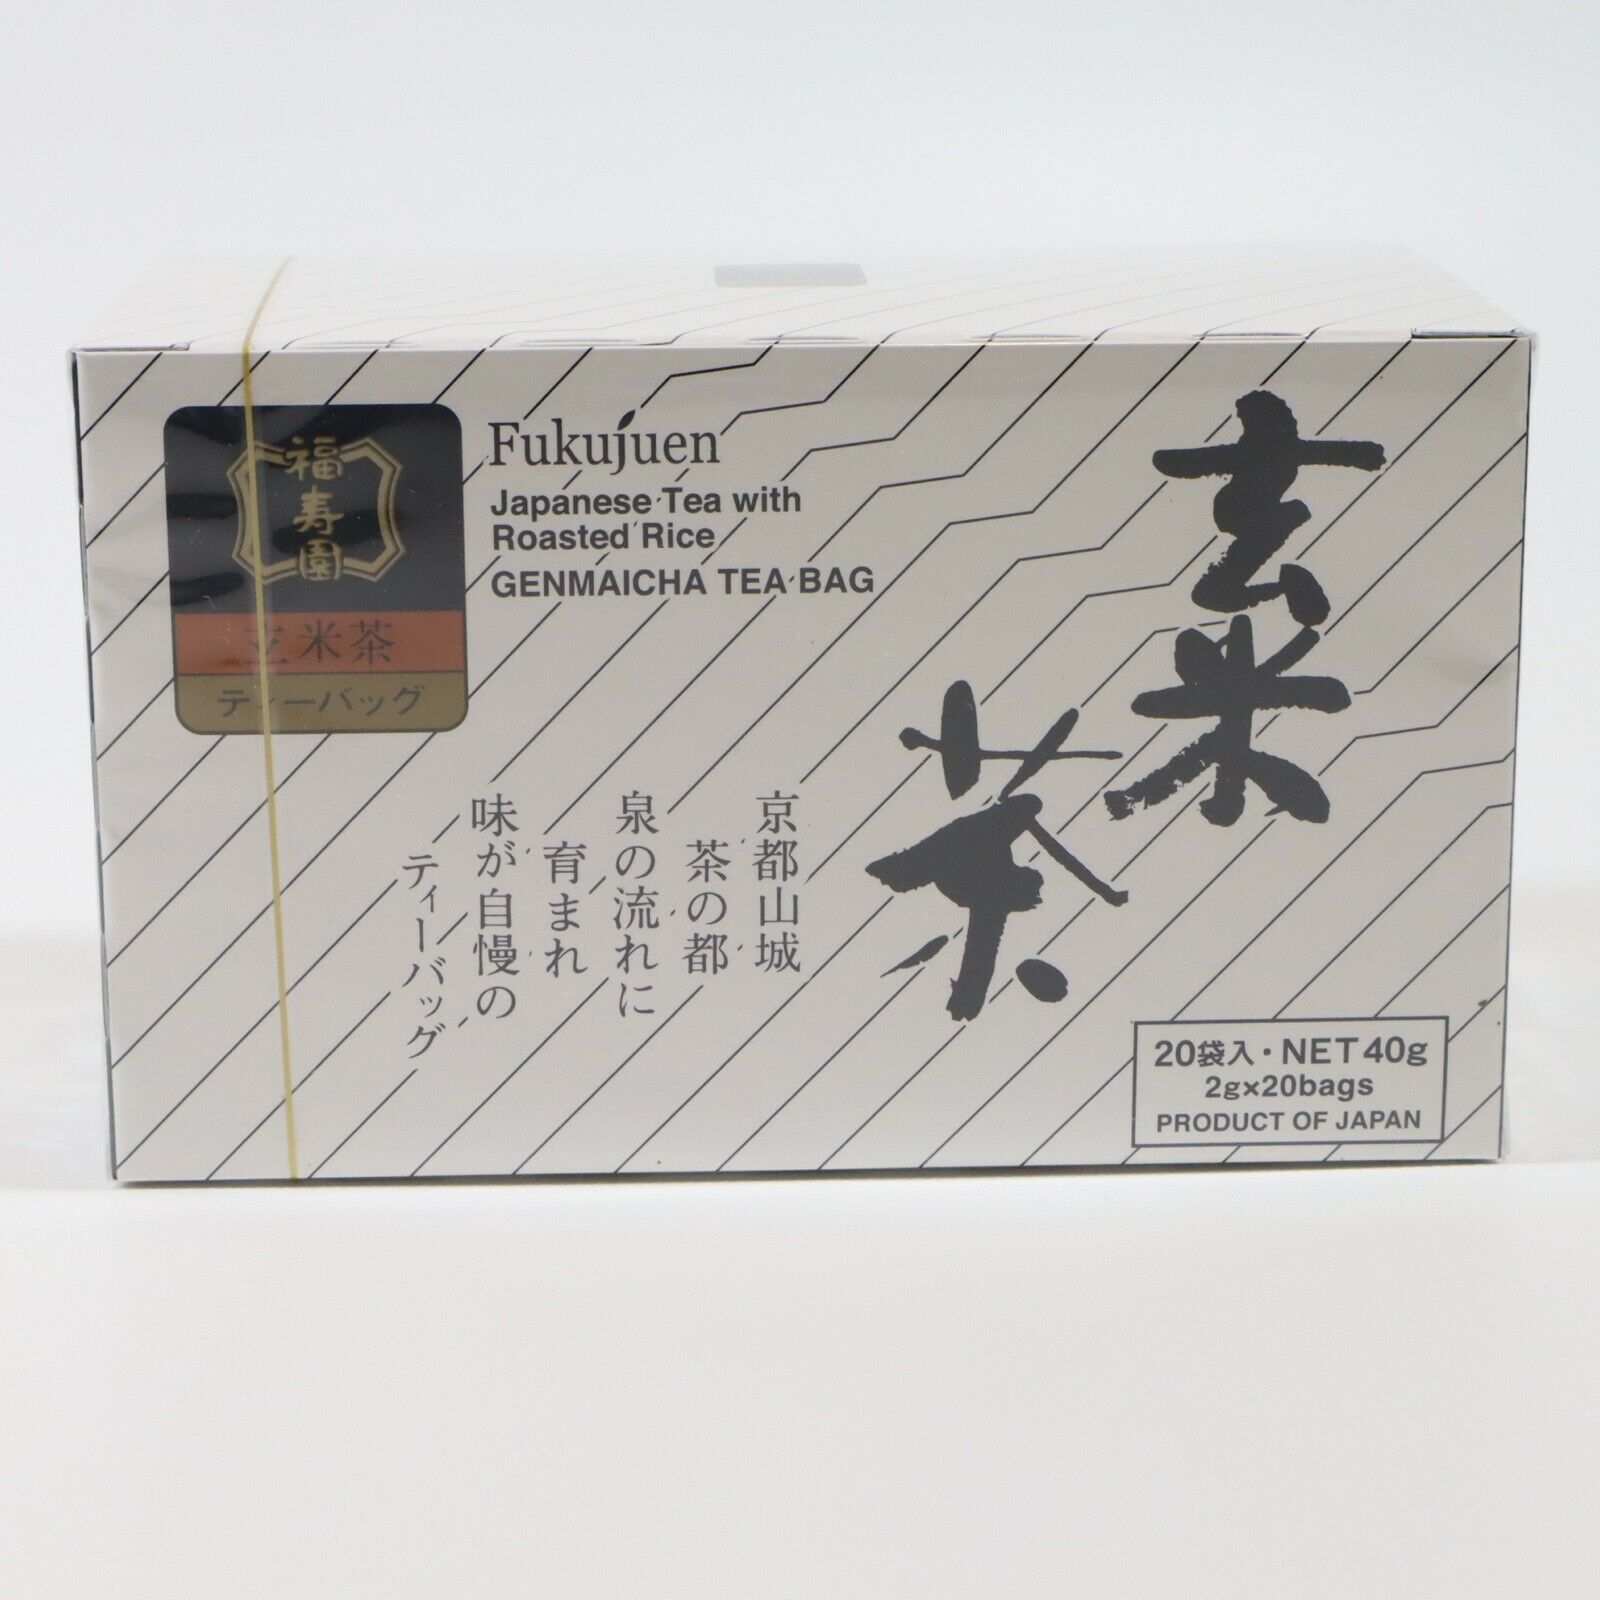 福寿園
玄米茶
ティーバッグ
Fukujuen
Japanese Tea with
Roasted Rice
GENMAICHA TEA BAG
玄米
茶
京都山城
茶の都
泉の流れに
育まれ
味が自慢の
ティーバッグ
20袋入・NET 40g
2g×20bags
PRODUCT OF JAPAN